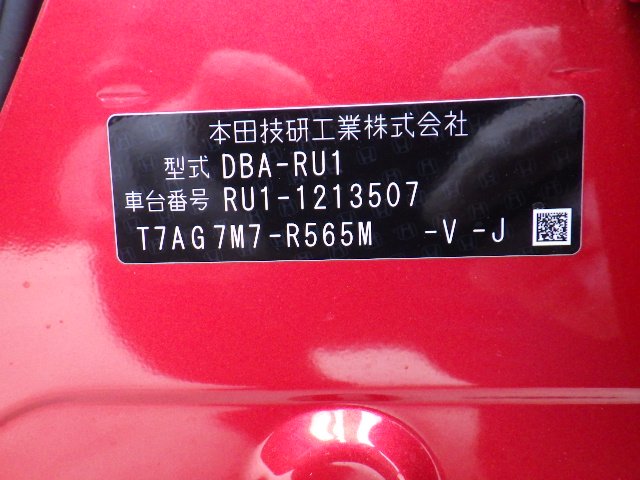 本田技研工業株式会社
型式 DBA-RU1
車台番号 RU1-1213507
T7AG7M7-R565M -V -J